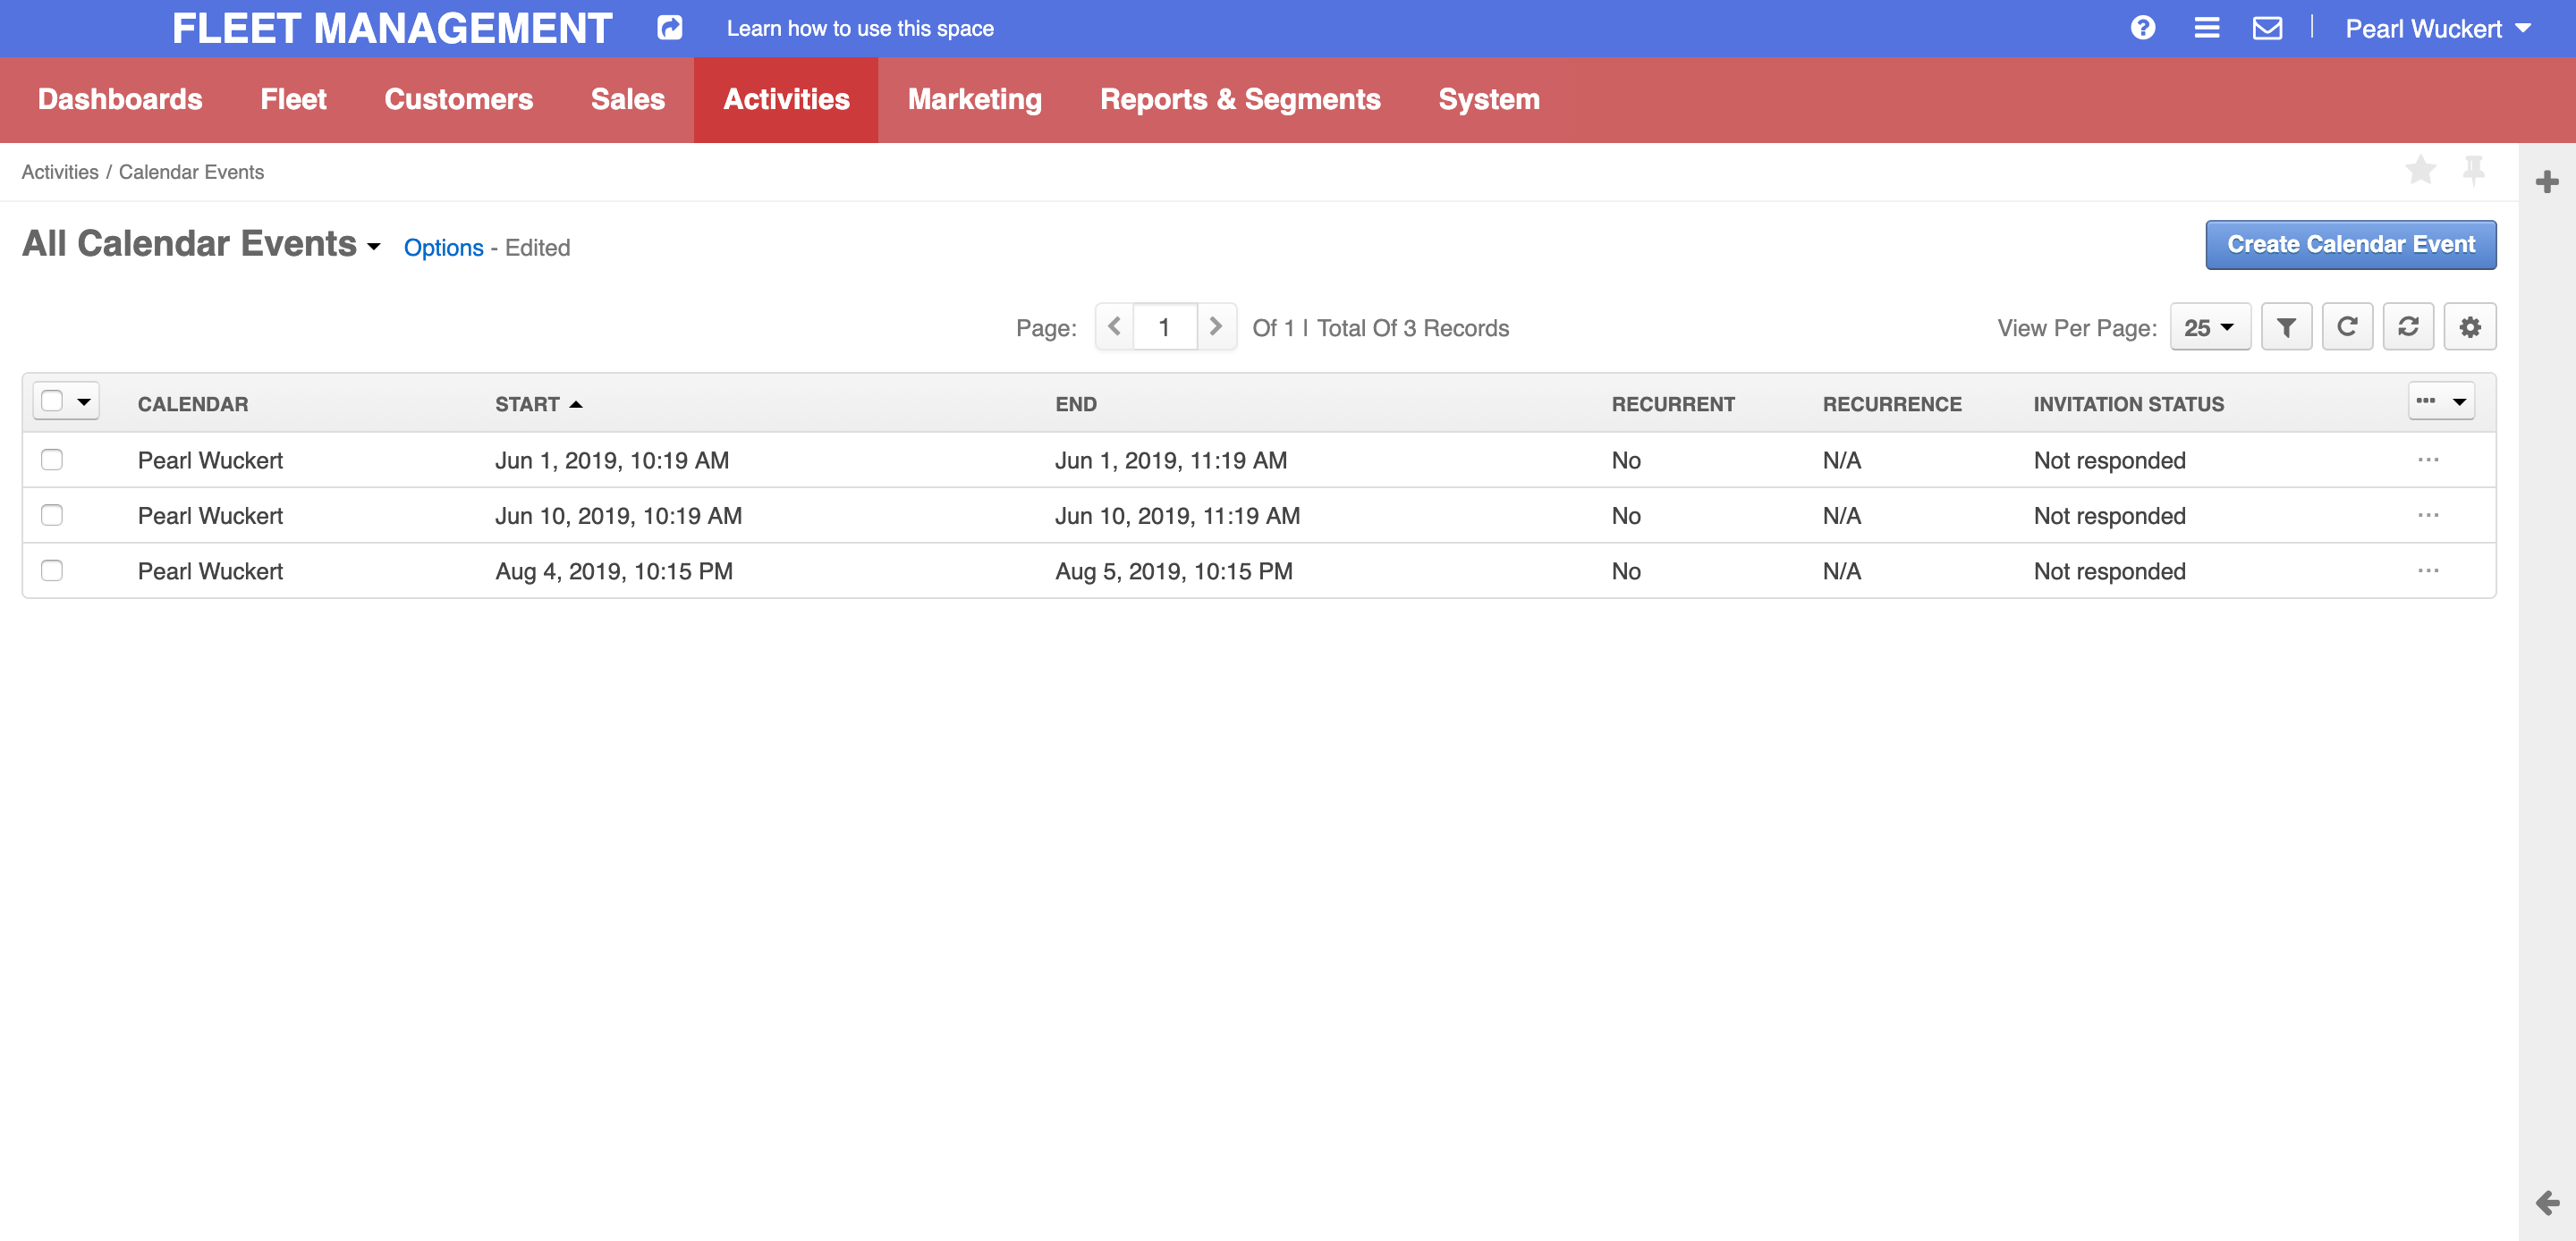 FLEET MANAGEMENT Learn how to use this space Pearl Wuckert
Dashboards Fleet Customers Sales Activities Marketing Reports & Segments System
Activities / Calendar Events
All Calendar Events Options - Edited Create Calendar Event
Page: 1 Of 1 | Total Of 3 Records View Per Page: 25
CALENDAR START END RECURRENT RECURRENCE INVITATION STATUS
Pearl Wuckert Jun 1, 2019, 10:19 AM Jun 1, 2019, 11:19 AM No N/A Not responded
Pearl Wuckert Jun 10, 2019, 10:19 AM Jun 10, 2019, 11:19 AM No N/A Not responded
Pearl Wuckert Aug 4, 2019, 10:15 PM Aug 5, 2019, 10:15 PM No N/A Not responded